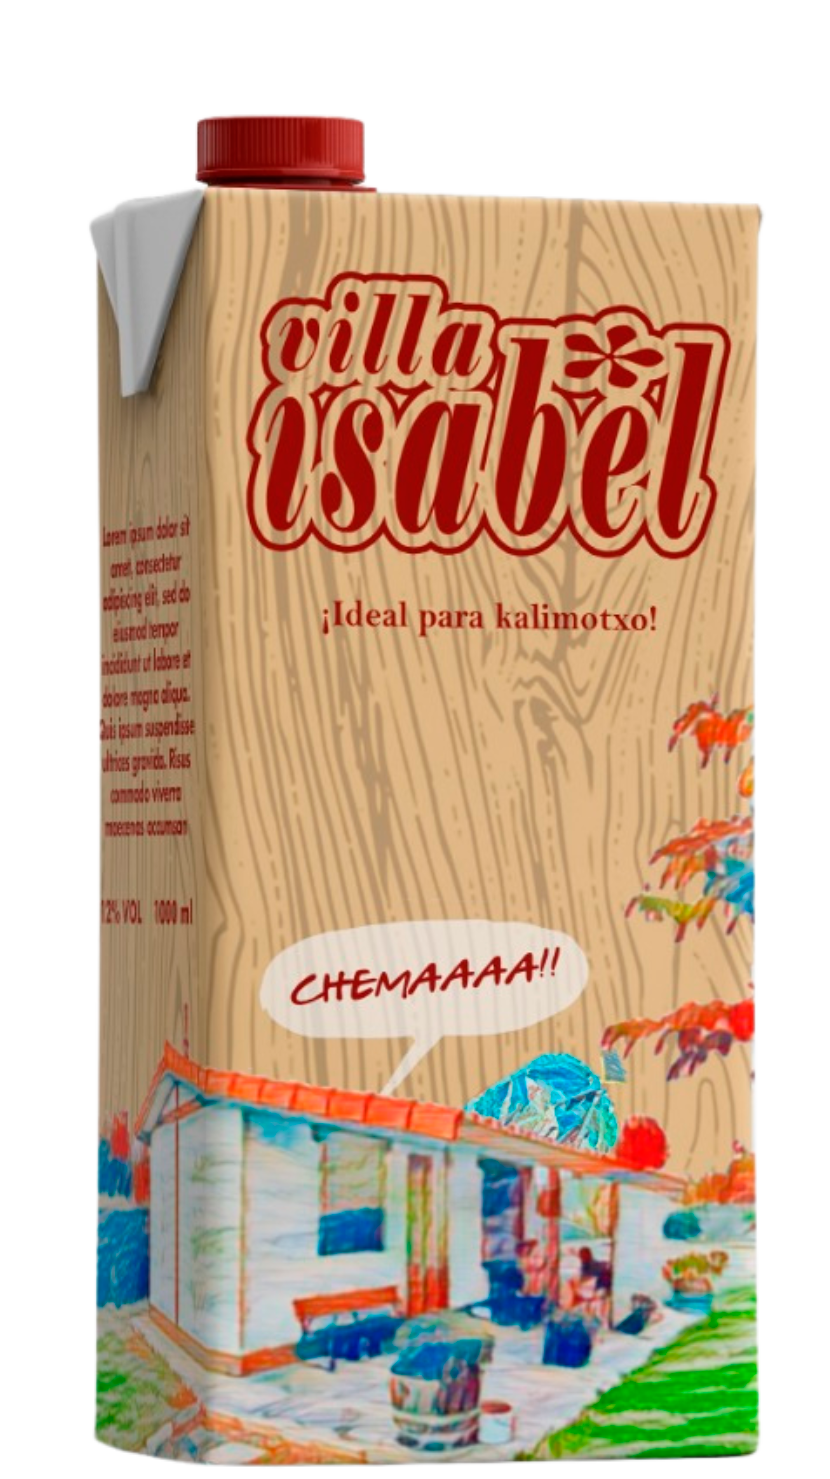 villa
isabel
¡Ideal para kalimotxo!
CHEMAAAA!!
Lorem ipsum dolor sit
amet, consectetur
adipiscing elit, sed do
eiusmod tempor
incididunt ut labore et
dolore magna aliqua.
Quis ipsum suspendisse
ultrices gravida. Risus
commodo viverra
maecenas accumsan
12% VOL 1000 ml